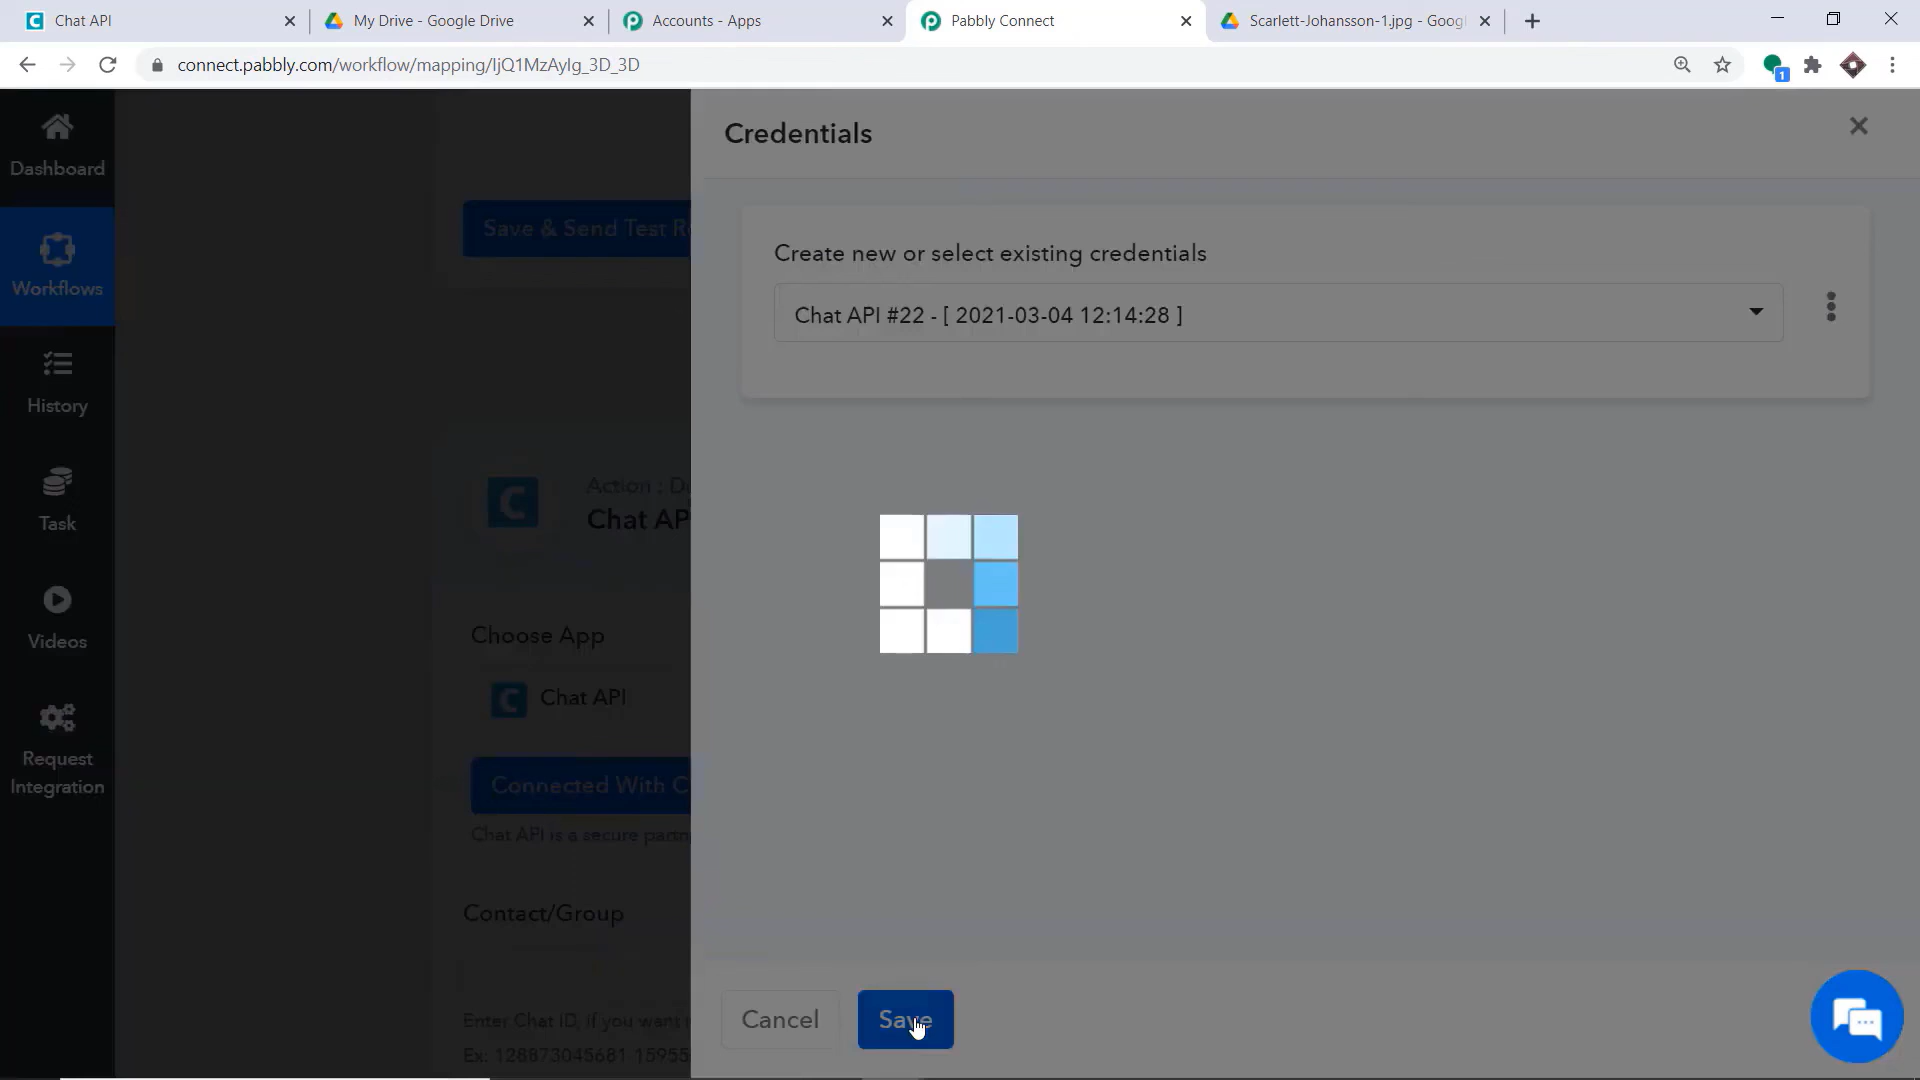 Chat API
My Drive - Google Drive
Accounts - Apps
Pabbly Connect
Scarlett-Johansson-1.jpg - Goog
connect.pabbly.com/workflow/mapping/IjQ1MzAyIg_3D_3D
1
Dashboard
Workflows
History
Task
Videos
Request
Integration
Save & Send Test R
Action :
Chat AP
Choose App
Chat API
Connected With C
Chat API is a secure partn
Contact/Group
Enter Chat ID, If you want
Ex: 128873045681 15955
Credentials
Create new or select existing credentials
Chat API #22 - [ 2021-03-04 12:14:28 ]
Cancel
Save